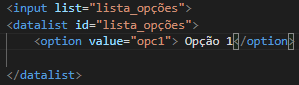 <input list="lista_opções">
<datalist id="lista_opções">
<option value="opc1"> Opção 1</option>
</datalist>